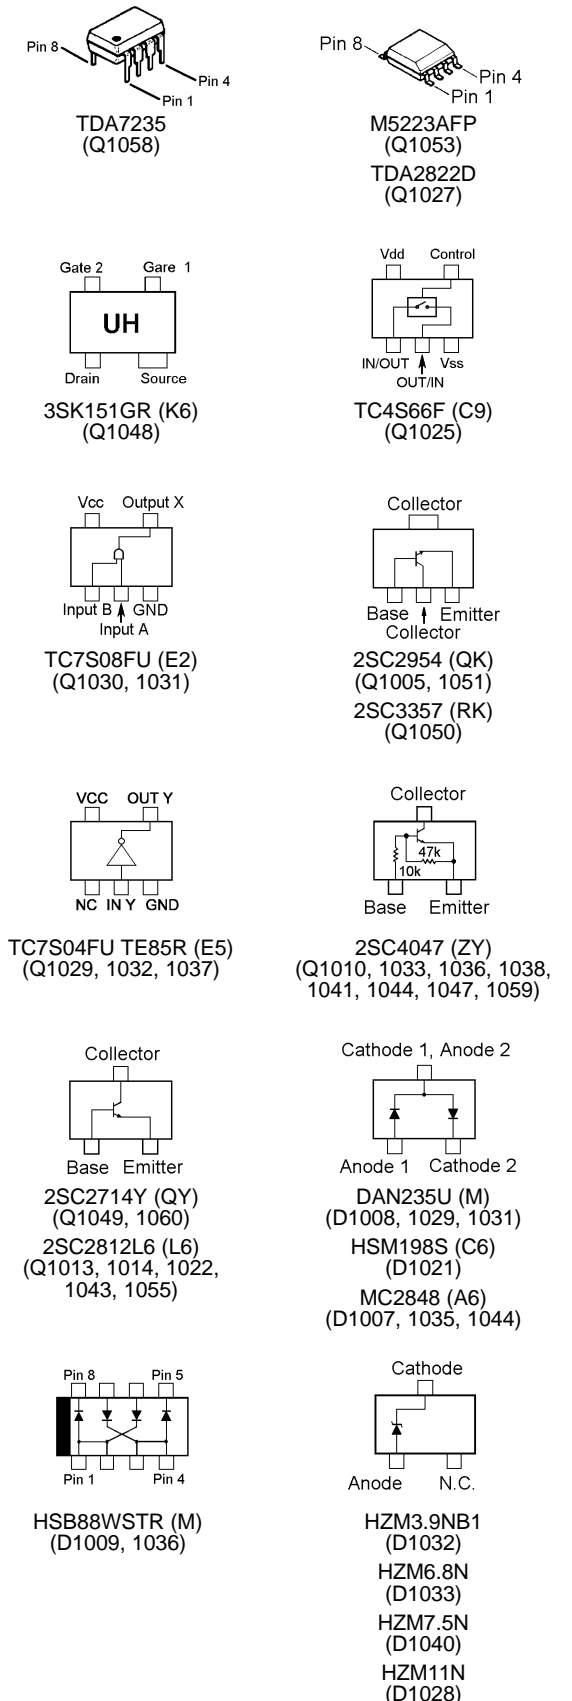 Pin 8
Pin 4
Pin 1
TDA7235
(Q1058)
Pin 8
Pin 4
Pin 1
M5223AFP
(Q1053)
TDA2822D
(Q1027)
Gate 2 Gare 1
UH
Drain Source
3SK151GR (K6)
(Q1048)
Vdd Control
IN/OUT Vss
OUT/IN
TC4S66F (C9)
(Q1025)
Vcc Output X
Input B GND
Input A
TC7S08FU (E2)
(Q1030, 1031)
Collector
Base Emitter
Collector
2SC2954 (QK)
(Q1005, 1051)
2SC3357 (RK)
(Q1050)
VCC OUT Y
NC IN Y GND
TC7S04FU TE85R (E5)
(Q1029, 1032, 1037)
Collector
47k
10k
Base Emitter
2SC4047 (ZY)
(Q1010, 1033, 1036, 1038,
1041, 1044, 1047, 1059)
Collector
Base Emitter
2SC2714Y (QY)
(Q1049, 1060)
2SC2812L6 (L6)
(Q1013, 1014, 1022,
1043, 1055)
Cathode 1, Anode 2
Anode 1 Cathode 2
DAN235U (M)
(D1008, 1029, 1031)
HSM198S (C6)
(D1021)
MC2848 (A6)
(D1007, 1035, 1044)
Pin 8 Pin 5
Pin 1 Pin 4
HSB88WSTR (M)
(D1009, 1036)
Cathode
Anode N.C.
HZM3.9NB1
(D1032)
HZM6.8N
(D1033)
HZM7.5N
(D1040)
HZM11N
(D1028)